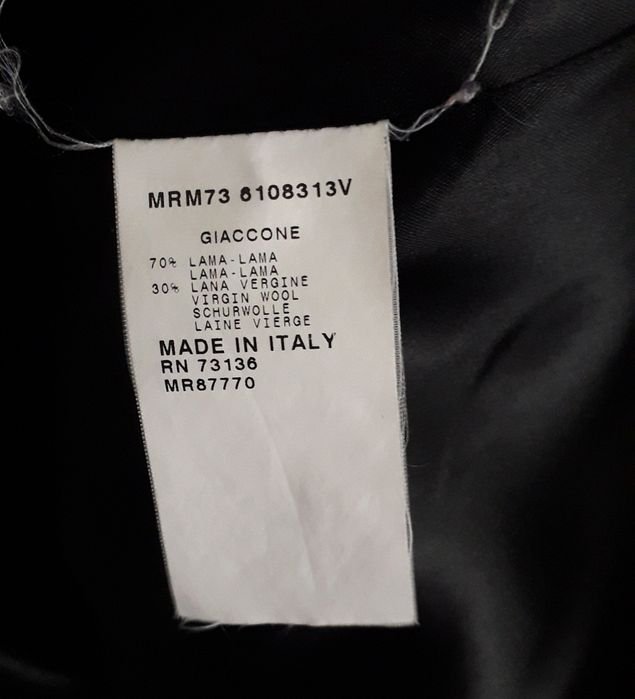 MRM73 6108313V
GIACCONE
70% LAMA-LAMA
LAMA-LAMA
30% LANA VERGINE
VIRGIN WOOL
SCHURWOLLE
LAINE VIERGE
MADE IN ITALY
RN 73136
MR87770